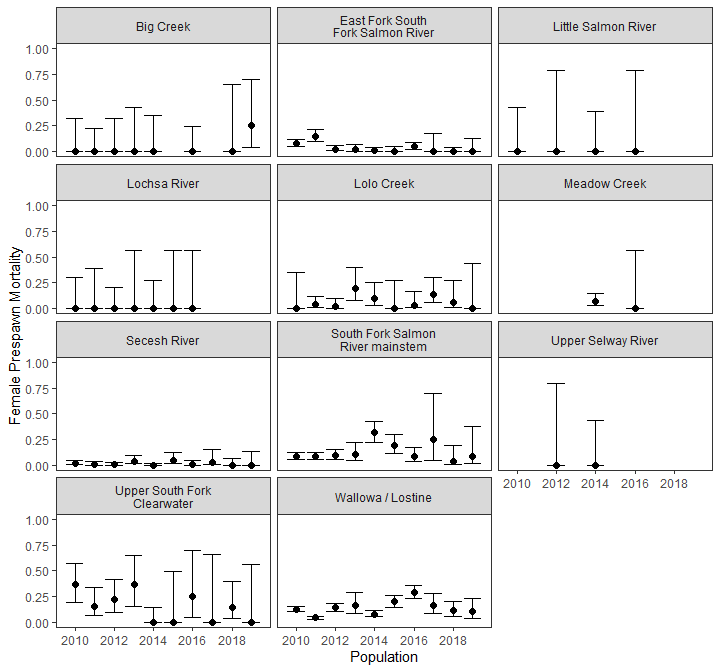 Big Creek
East Fork South
Fork Salmon River
Little Salmon River
1.00
0.75
0.50
0.25
0.00
Lochsa River
Lolo Creek
Meadow Creek
1.00
0.75
0.50
0.25
0.00
Female Prespawn Mortality
Secesh River
South Fork Salmon
River mainstem
Upper Selway River
1.00
0.75
0.50
0.25
0.00
2010 2012 2014 2016 2018
Upper South Fork
Clearwater
Wallowa / Lostine
1.00
0.75
0.50
0.25
0.00
2010 2012 2014 2016 2018 2010 2012 2014 2016 2018
Population